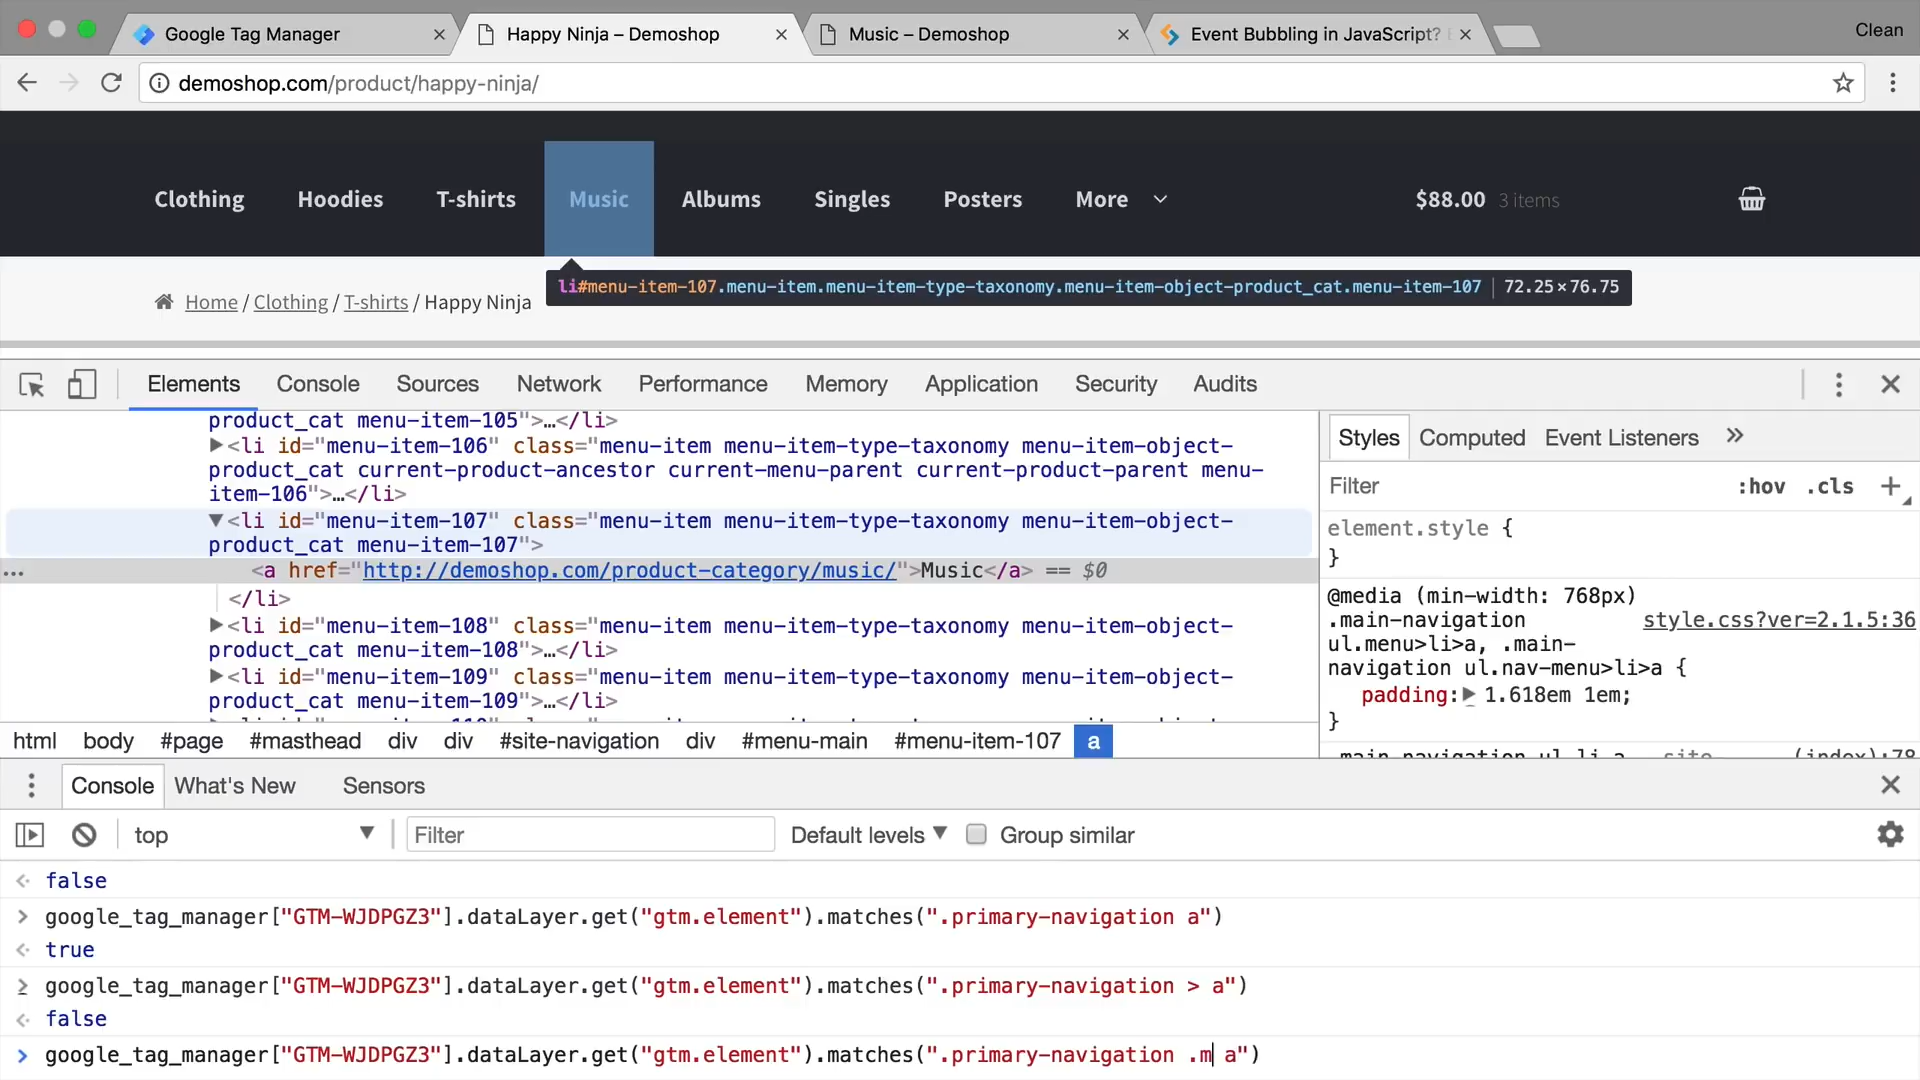 Google Tag Manager
Happy Ninja – Demoshop
Music – Demoshop
Event Bubbling in JavaScript?
Clean
demoshop.com/product/happy-ninja/
Clothing Hoodies T-shirts Music Albums Singles Posters More $88.00 3 items
li#menu-item-107.menu-item.menu-item-type-taxonomy.menu-item-object-product_cat.menu-item-107 | 72.25×76.75
Home / Clothing / T-shirts / Happy Ninja
Elements Console Sources Network Performance Memory Application Security Audits
product_cat menu-item-105">…</li>
▶<li id="menu-item-106" class="menu-item menu-item-type-taxonomy menu-item-object-
product_cat current-product-ancestor current-menu-parent current-product-parent menu-
item-106">…</li>
▼<li id="menu-item-107" class="menu-item menu-item-type-taxonomy menu-item-object-
product_cat menu-item-107">
… <a href="http://demoshop.com/product-category/music/">Music</a> == $0
</li>
▶<li id="menu-item-108" class="menu-item menu-item-type-taxonomy menu-item-object-
product_cat menu-item-108">…</li>
▶<li id="menu-item-109" class="menu-item menu-item-type-taxonomy menu-item-object-
product_cat menu-item-109">…</li>
html body #page #masthead div div #site-navigation div #menu-main #menu-item-107 a
Styles Computed Event Listeners »
Filter :hov .cls +
element.style {
}
@media (min-width: 768px)
.main-navigation style.css?ver=2.1.5:36
ul.menu>li>a, .main-
navigation ul.nav-menu>li>a {
padding:▶ 1.618em 1em;
}
Console What's New Sensors
top ▼ Filter Default levels ▼ Group similar
false
> google_tag_manager["GTM-WJDPGZ3"].dataLayer.get("gtm.element").matches(".primary-navigation a")
true
> google_tag_manager["GTM-WJDPGZ3"].dataLayer.get("gtm.element").matches(".primary-navigation > a")
false
> google_tag_manager["GTM-WJDPGZ3"].dataLayer.get("gtm.element").matches(".primary-navigation .m a")